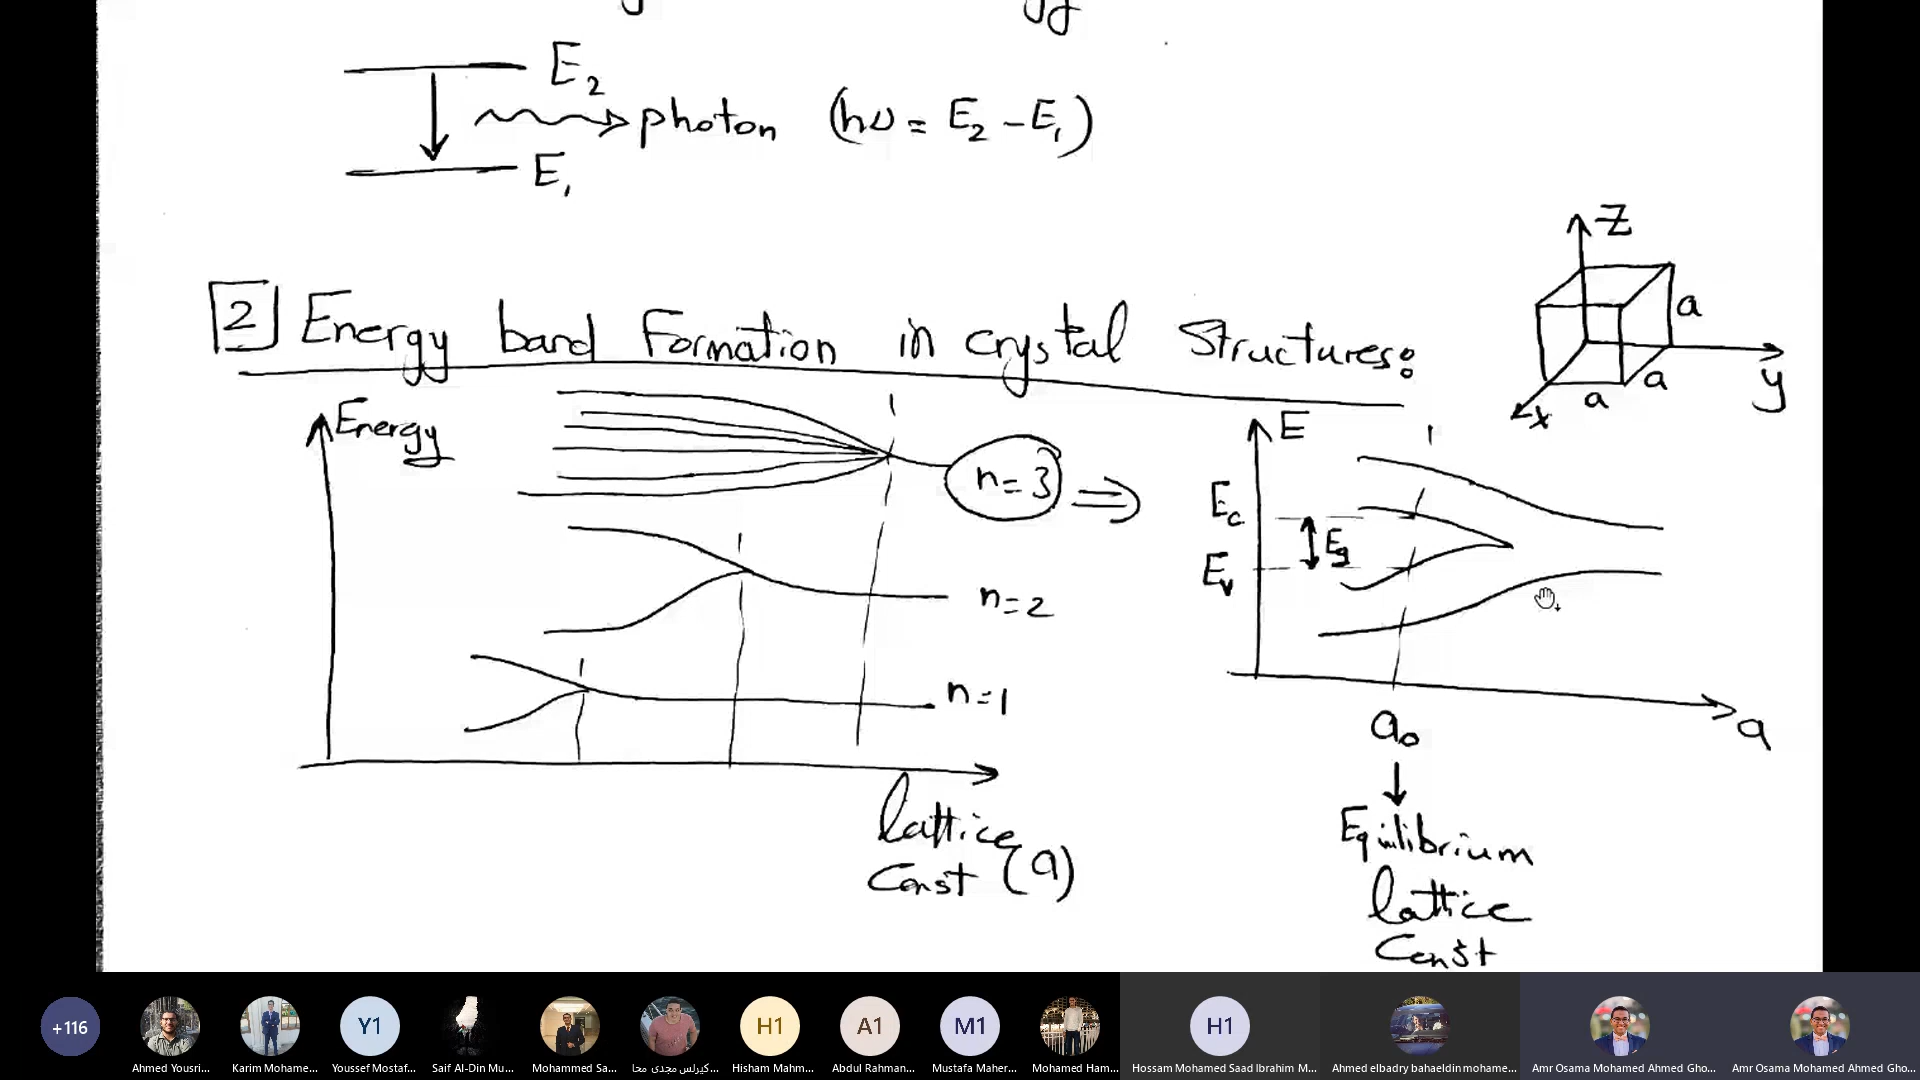 E2
photon (hυ = E2 - E1)
E1
Z
a
a
a
y
x
2 Energy band Formation in crystal Structures:
Energy
n=3 ⇒
n=2
n=1
lattice
Const (a)
E
Ec
Eg
Ev
a
a0
Equilibrium
lattice
Const
+116
Ahmed Yousri...
Karim Mohame...
Youssef Mostaf...
Saif Al-Din Mu...
Mohammed Sa...
كيرلس مجدى محا...
Hisham Mahm...
Abdul Rahman...
Mustafa Maher...
Mohamed Ham...
Hossam Mohamed Saad Ibrahim M...
Ahmed elbadry bahaeldin mohame...
Amr Osama Mohamed Ahmed Gho...
Amr Osama Mohamed Ahmed Gho...
Y1
H1
A1
M1
H1